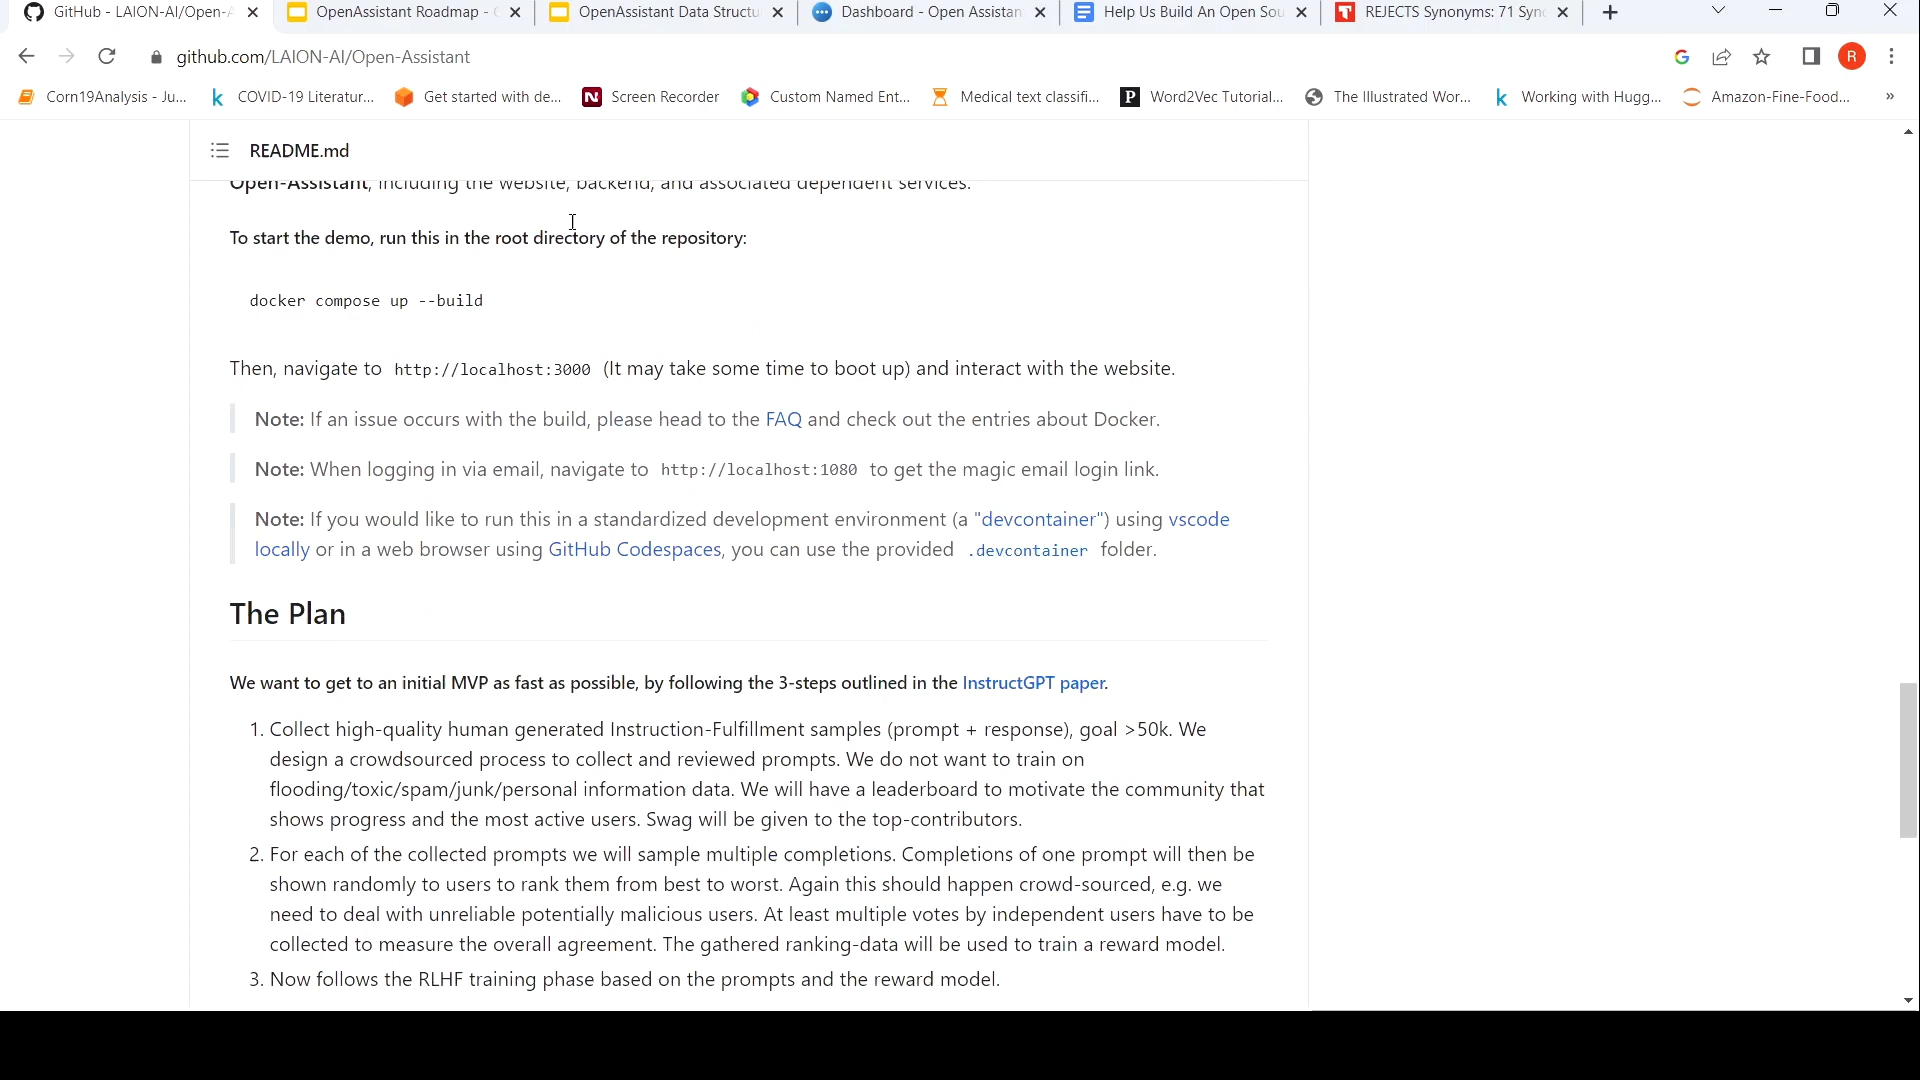 GitHub - LAION-AI/Open-A
OpenAssistant Roadmap - G
OpenAssistant Data Structu
Dashboard - Open Assistan
Help Us Build An Open Sou
REJECTS Synonyms: 71 Syn
github.com/LAION-AI/Open-Assistant
R
Corn19Analysis - Ju...
COVID-19 Literatur...
Get started with de...
Screen Recorder
Custom Named Ent...
Medical text classifi...
Word2Vec Tutorial...
The Illustrated Wor...
Working with Hugg...
Amazon-Fine-Food...
»
README.md
Open-Assistant, including the website, backend, and associated dependent services.
To start the demo, run this in the root directory of the repository:
docker compose up --build
Then, navigate to http://localhost:3000 (It may take some time to boot up) and interact with the website.
Note: If an issue occurs with the build, please head to the FAQ and check out the entries about Docker.
Note: When logging in via email, navigate to http://localhost:1080 to get the magic email login link.
Note: If you would like to run this in a standardized development environment (a "devcontainer") using vscode
locally or in a web browser using GitHub Codespaces, you can use the provided .devcontainer folder.
The Plan
We want to get to an initial MVP as fast as possible, by following the 3-steps outlined in the InstructGPT paper.
1. Collect high-quality human generated Instruction-Fulfillment samples (prompt + response), goal >50k. We
design a crowdsourced process to collect and reviewed prompts. We do not want to train on
flooding/toxic/spam/junk/personal information data. We will have a leaderboard to motivate the community that
shows progress and the most active users. Swag will be given to the top-contributors.
2. For each of the collected prompts we will sample multiple completions. Completions of one prompt will then be
shown randomly to users to rank them from best to worst. Again this should happen crowd-sourced, e.g. we
need to deal with unreliable potentially malicious users. At least multiple votes by independent users have to be
collected to measure the overall agreement. The gathered ranking-data will be used to train a reward model.
3. Now follows the RLHF training phase based on the prompts and the reward model.